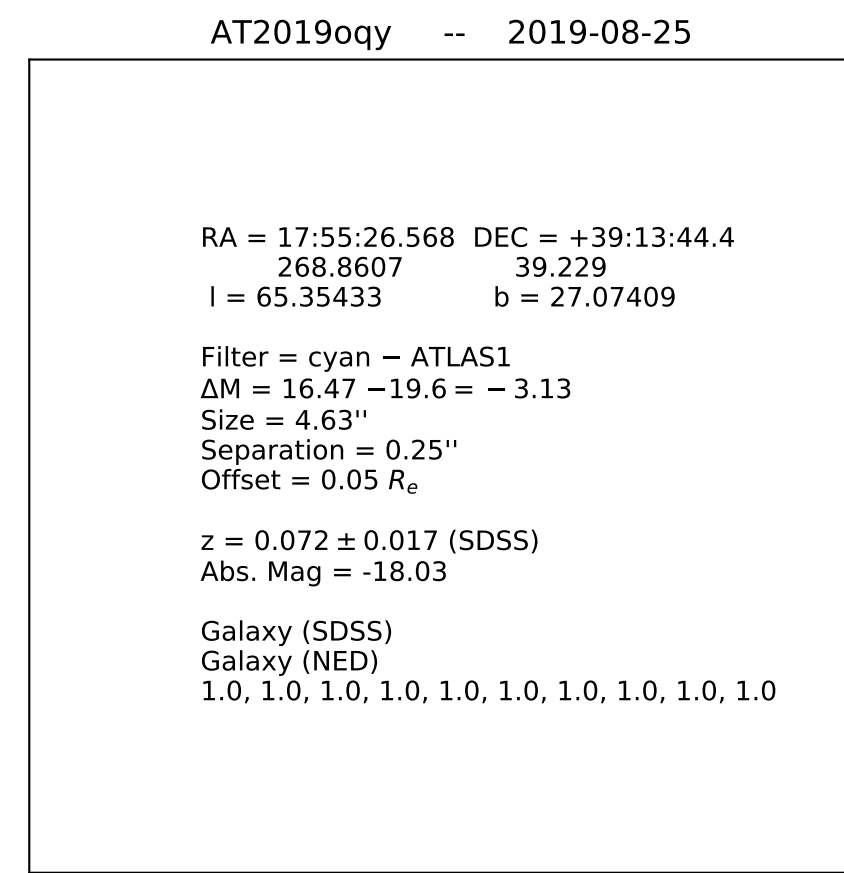 AT2019oqy -- 2019-08-25
RA = 17:55:26.568 DEC = +39:13:44.4
268.8607 39.229
l = 65.35433 b = 27.07409
Filter = cyan − ATLAS1
ΔM = 16.47 −19.6 = − 3.13
Size = 4.63''
Separation = 0.25''
Offset = 0.05 Rₑ
z = 0.072 ± 0.017 (SDSS)
Abs. Mag = -18.03
Galaxy (SDSS)
Galaxy (NED)
1.0, 1.0, 1.0, 1.0, 1.0, 1.0, 1.0, 1.0, 1.0, 1.0